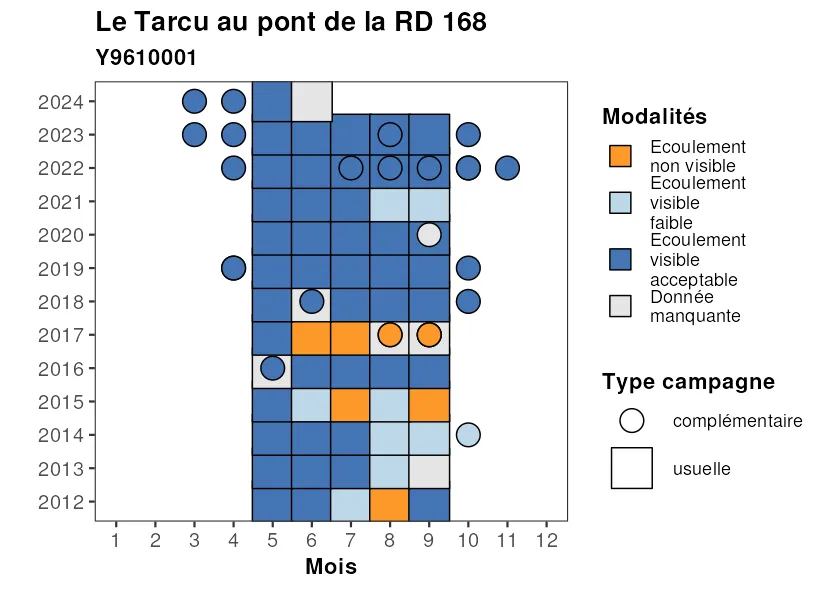 Le Tarcu au pont de la RD 168
Y9610001
2024
2023
2022
2021
2020
2019
2018
2017
2016
2015
2014
2013
2012
1 2 3 4 5 6 7 8 9 10 11 12
Mois
Modalités
Ecoulement
non visible
Ecoulement
visible
faible
Ecoulement
visible
acceptable
Donnée
manquante
Type campagne
complémentaire
usuelle